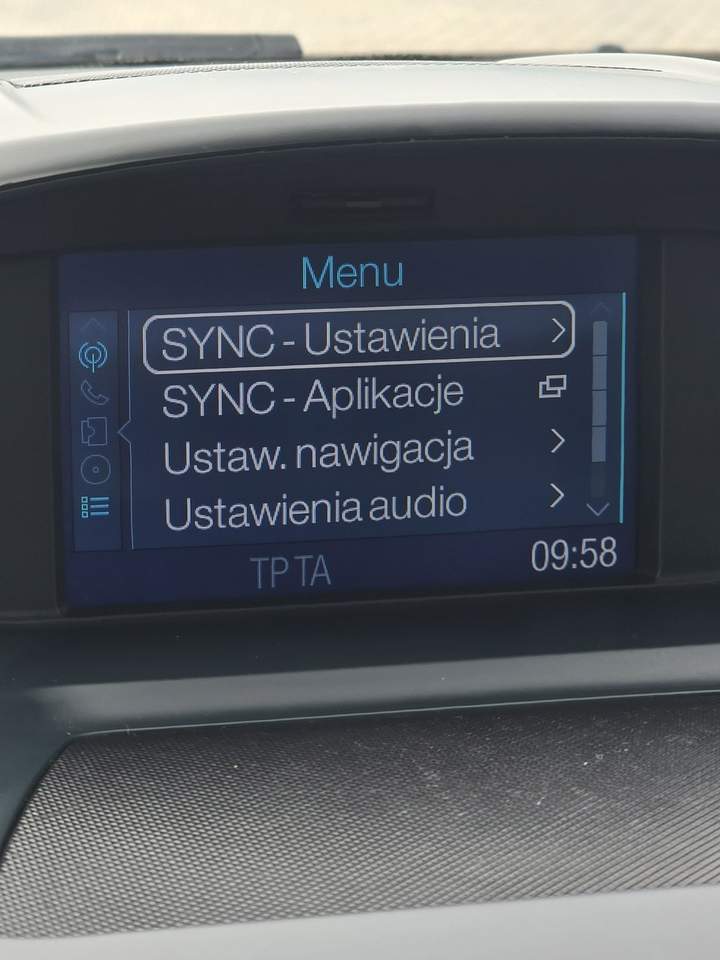 Menu
SYNC - Ustawienia
SYNC - Aplikacje
Ustaw. nawigacja
Ustawienia audio
TP TA
09:58